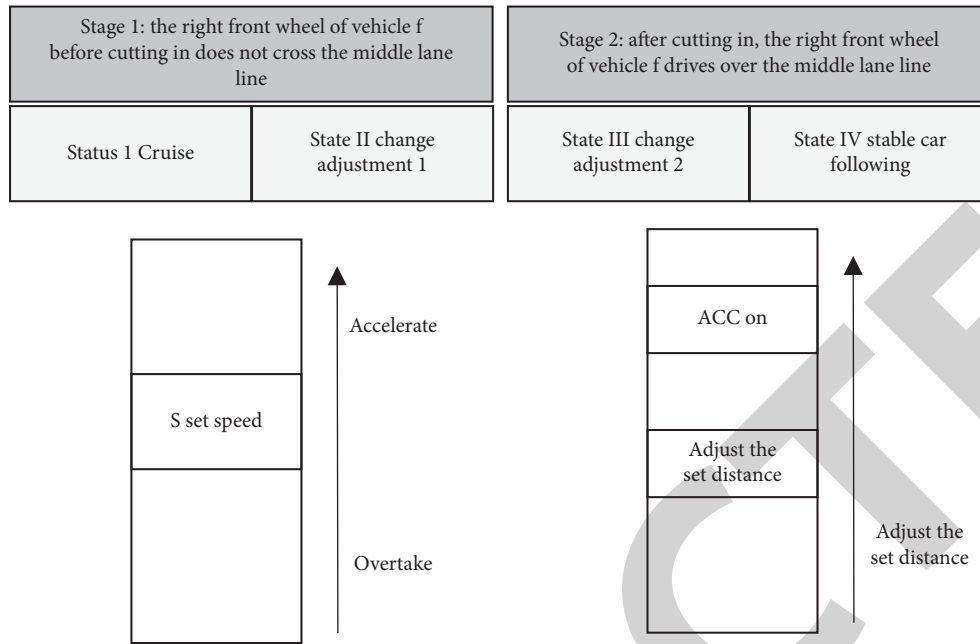 Stage 1: the right front wheel of vehicle f
before cutting in does not cross the middle lane
line
Stage 2: after cutting in, the right front wheel
of vehicle f drives over the middle lane line
Status 1 Cruise
State II change
adjustment 1
State III change
adjustment 2
State IV stable car
following
S set speed
Accelerate
Overtake
ACC on
Adjust the
set distance
Adjust the
set distance
CTE